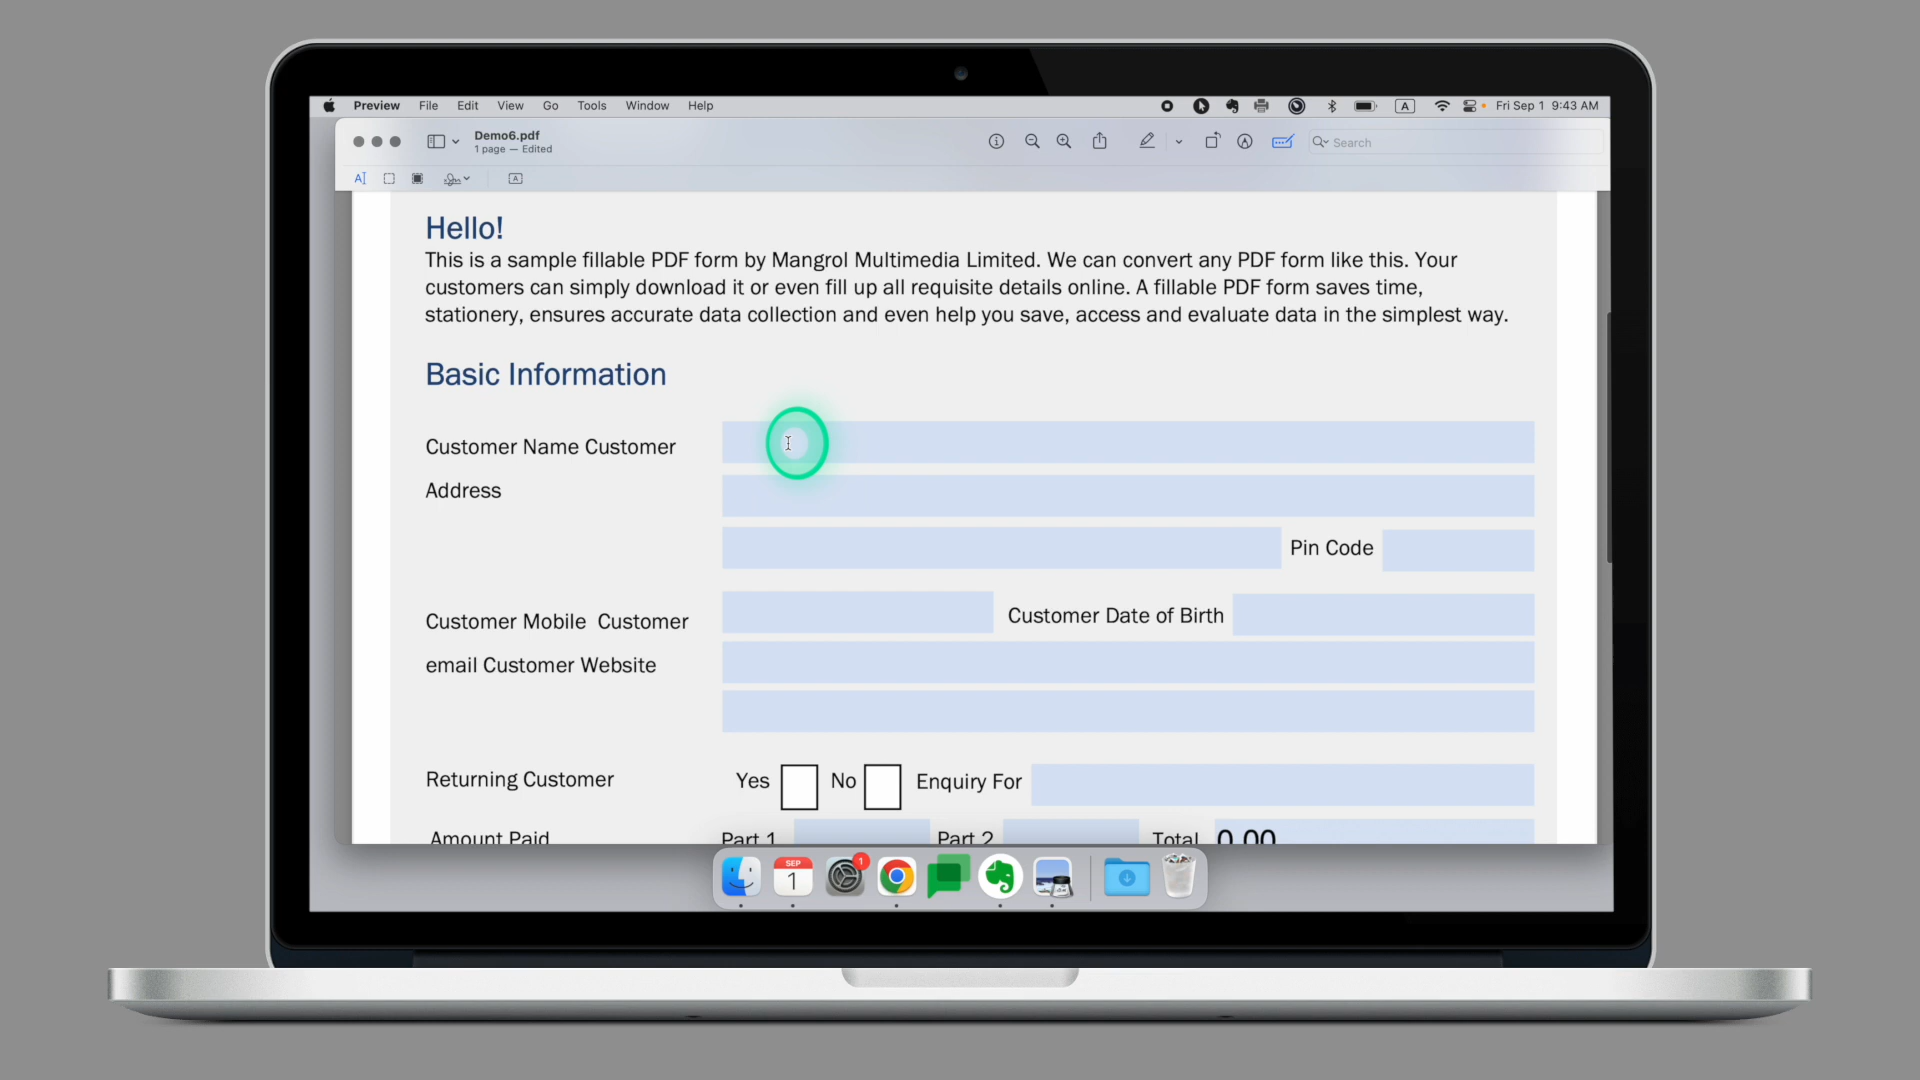 Preview File Edit View Go Tools Window Help A Fri Sep 1 9:43 AM
Demo6.pdf
1 page — Edited
Search
A A
Hello!
This is a sample fillable PDF form by Mangrol Multimedia Limited. We can convert any PDF form like this. Your
customers can simply download it or even fill up all requisite details online. A fillable PDF form saves time,
stationery, ensures accurate data collection and even help you save, access and evaluate data in the simplest way.
Basic Information
Customer Name Customer
Address
Pin Code
Customer Mobile Customer
Customer Date of Birth
email Customer Website
Returning Customer Yes No Enquiry For
Amount Paid Part 1 Part 2 Total 0.00
SEP 1
1